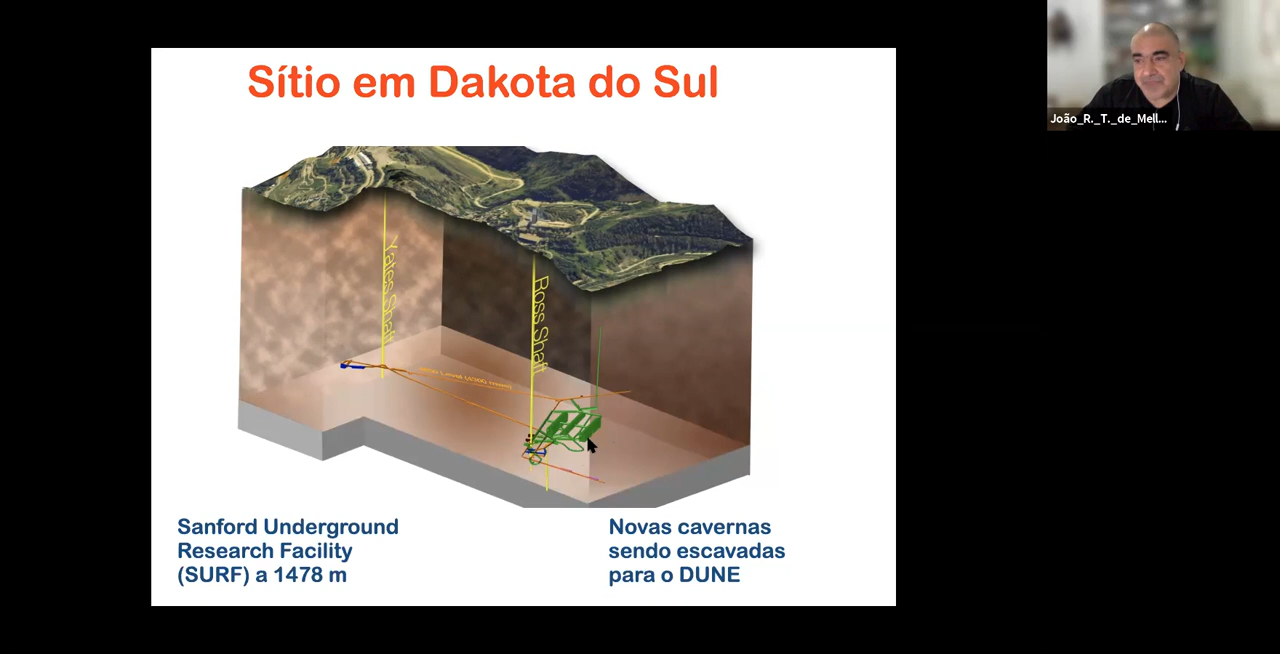 Sítio em Dakota do Sul
João_R._T._de_Mell...
Yates Shaft
Ross Shaft
Sanford Underground
Research Facility
(SURF) a 1478 m
Novas cavernas
sendo escavadas
para o DUNE